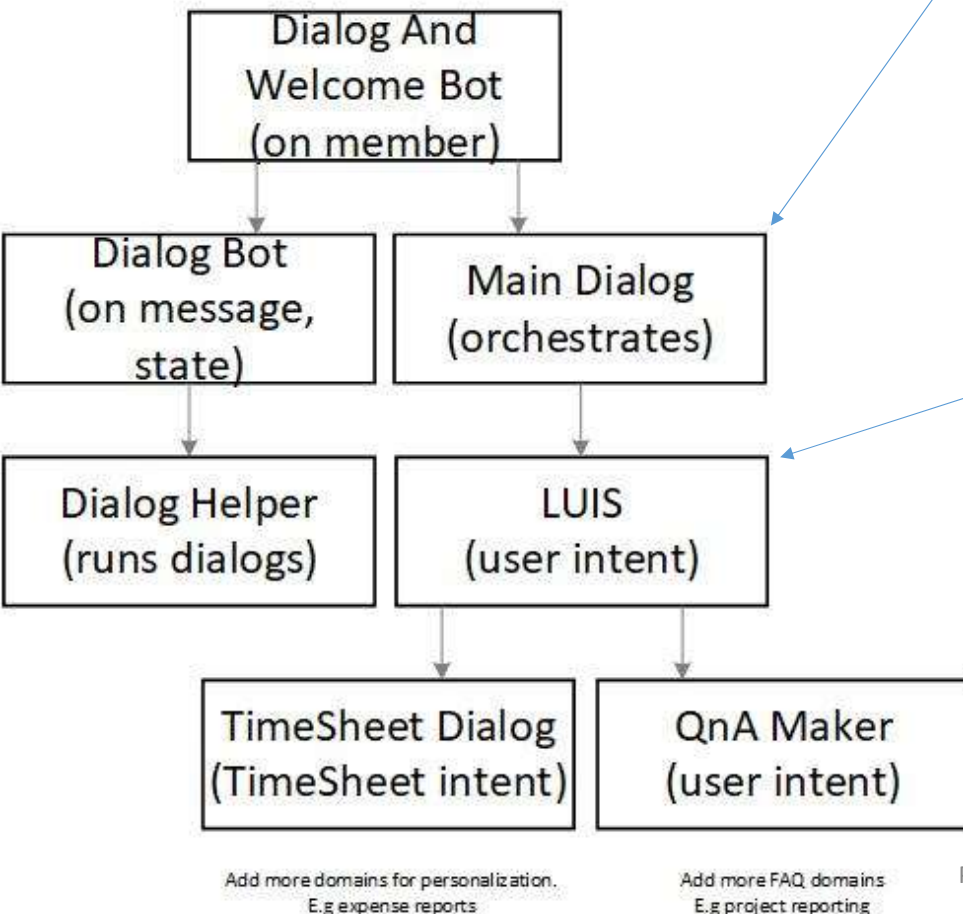 Dialog And
Welcome Bot
(on member)
Dialog Bot
(on message,
state)
Main Dialog
(orchestrates)
Dialog Helper
(runs dialogs)
LUIS
(user intent)
TimeSheet Dialog
(TimeSheet intent)
QnA Maker
(user intent)
Add more domains for personalization.
E.g expense reports
Add more FAQ domains
E.g project reporting